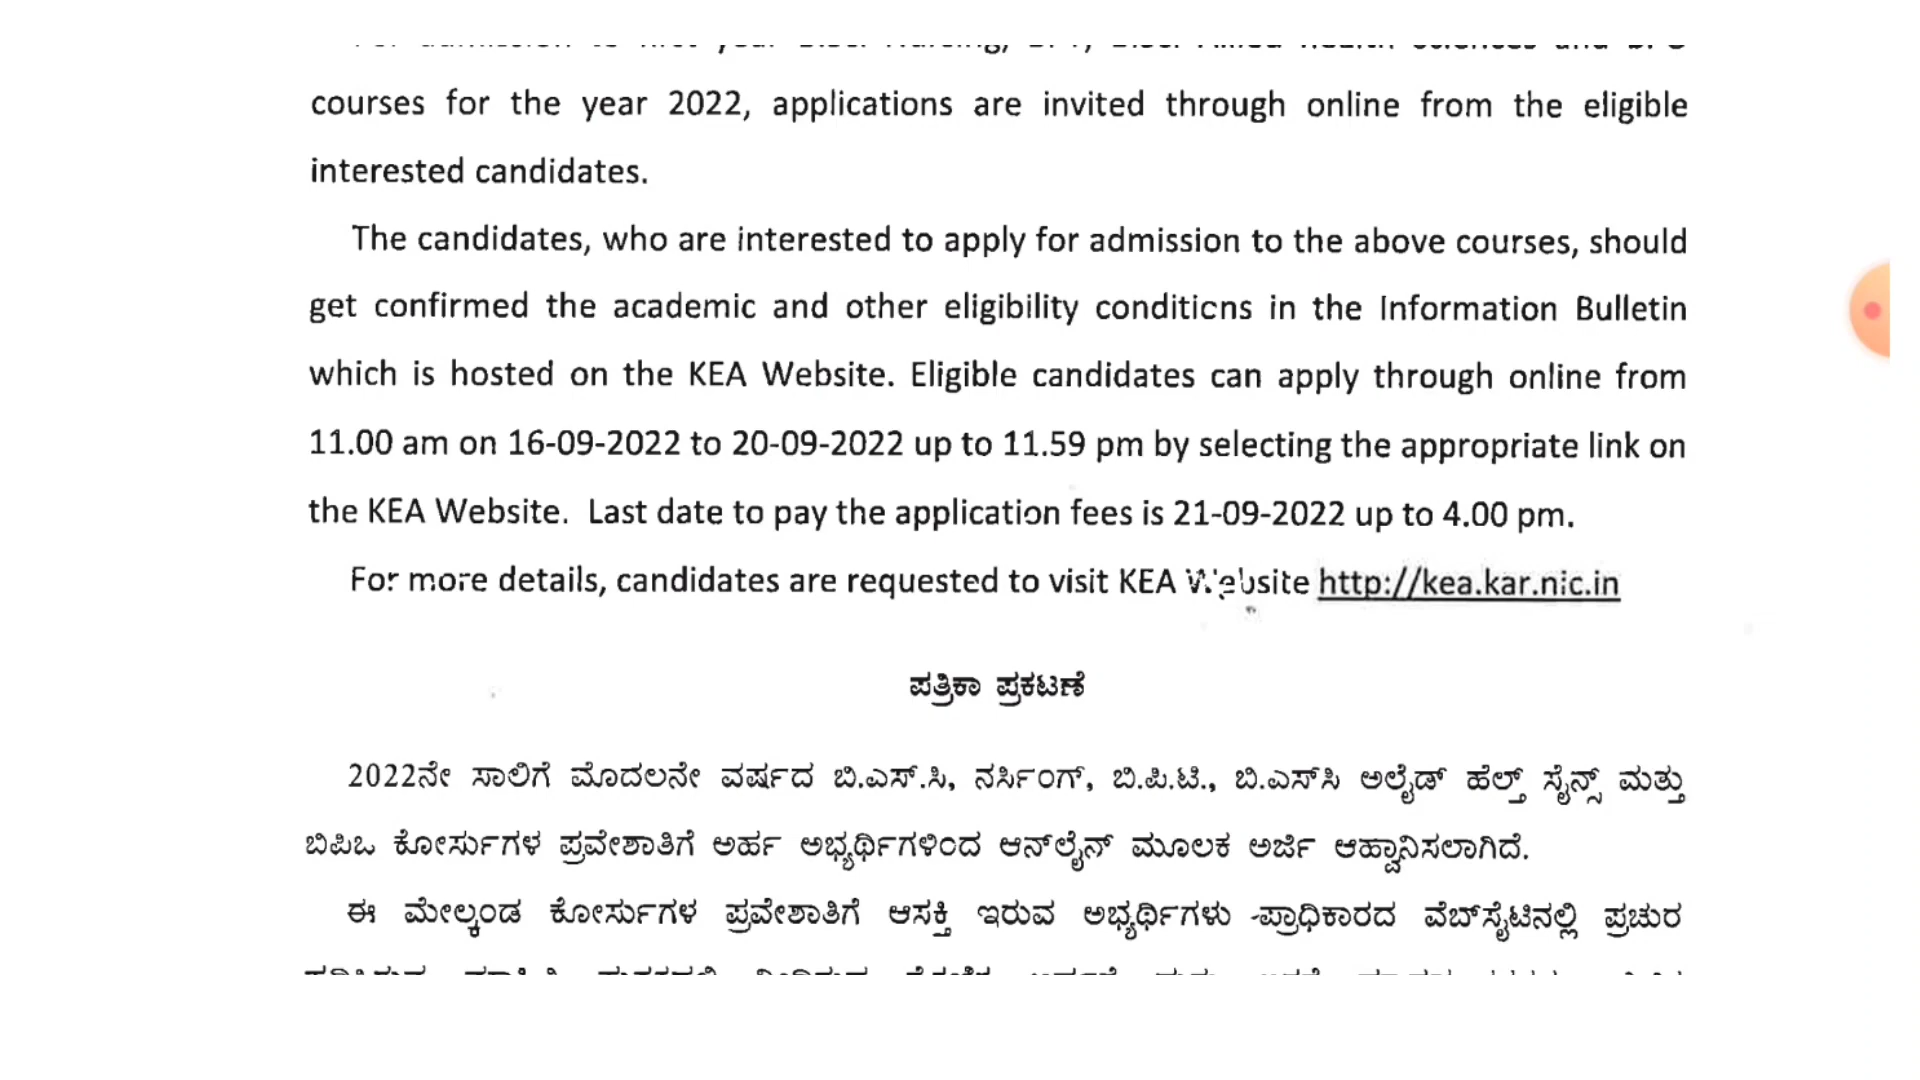 courses for the year 2022, applications are invited through online from the eligible
interested candidates.
The candidates, who are interested to apply for admission to the above courses, should
get confirmed the academic and other eligibility conditions in the Information Bulletin
which is hosted on the KEA Website. Eligible candidates can apply through online from
11.00 am on 16-09-2022 to 20-09-2022 up to 11.59 pm by selecting the appropriate link on
the KEA Website. Last date to pay the application fees is 21-09-2022 up to 4.00 pm.
For more details, candidates are requested to visit KEA Website http://kea.kar.nic.in
ಪತ್ರಿಕಾ ಪ್ರಕಟಣೆ
2022ನೇ ಸಾಲಿಗೆ ಮೊದಲನೇ ವರ್ಷದ ಬಿ.ಎಸ್.ಸಿ, ನರ್ಸಿಂಗ್, ಬಿ.ಪಿ.ಟಿ., ಬಿ.ಎಸ್‌ಸಿ ಅಲೈಡ್ ಹೆಲ್ತ್ ಸೈನ್ಸ್ ಮತ್ತು
ಬಿಪಿಒ ಕೋರ್ಸುಗಳ ಪ್ರವೇಶಾತಿಗೆ ಅರ್ಹ ಅಭ್ಯರ್ಥಿಗಳಿಂದ ಆನ್‌ಲೈನ್ ಮೂಲಕ ಅರ್ಜಿ ಆಹ್ವಾನಿಸಲಾಗಿದೆ.
ಈ ಮೇಲ್ಕಂಡ ಕೋರ್ಸುಗಳ ಪ್ರವೇಶಾತಿಗೆ ಆಸಕ್ತಿ ಇರುವ ಅಭ್ಯರ್ಥಿಗಳು -ಪ್ರಾಧಿಕಾರದ ವೆಬ್‌ಸೈಟಿನಲ್ಲಿ ಪ್ರಚುರ